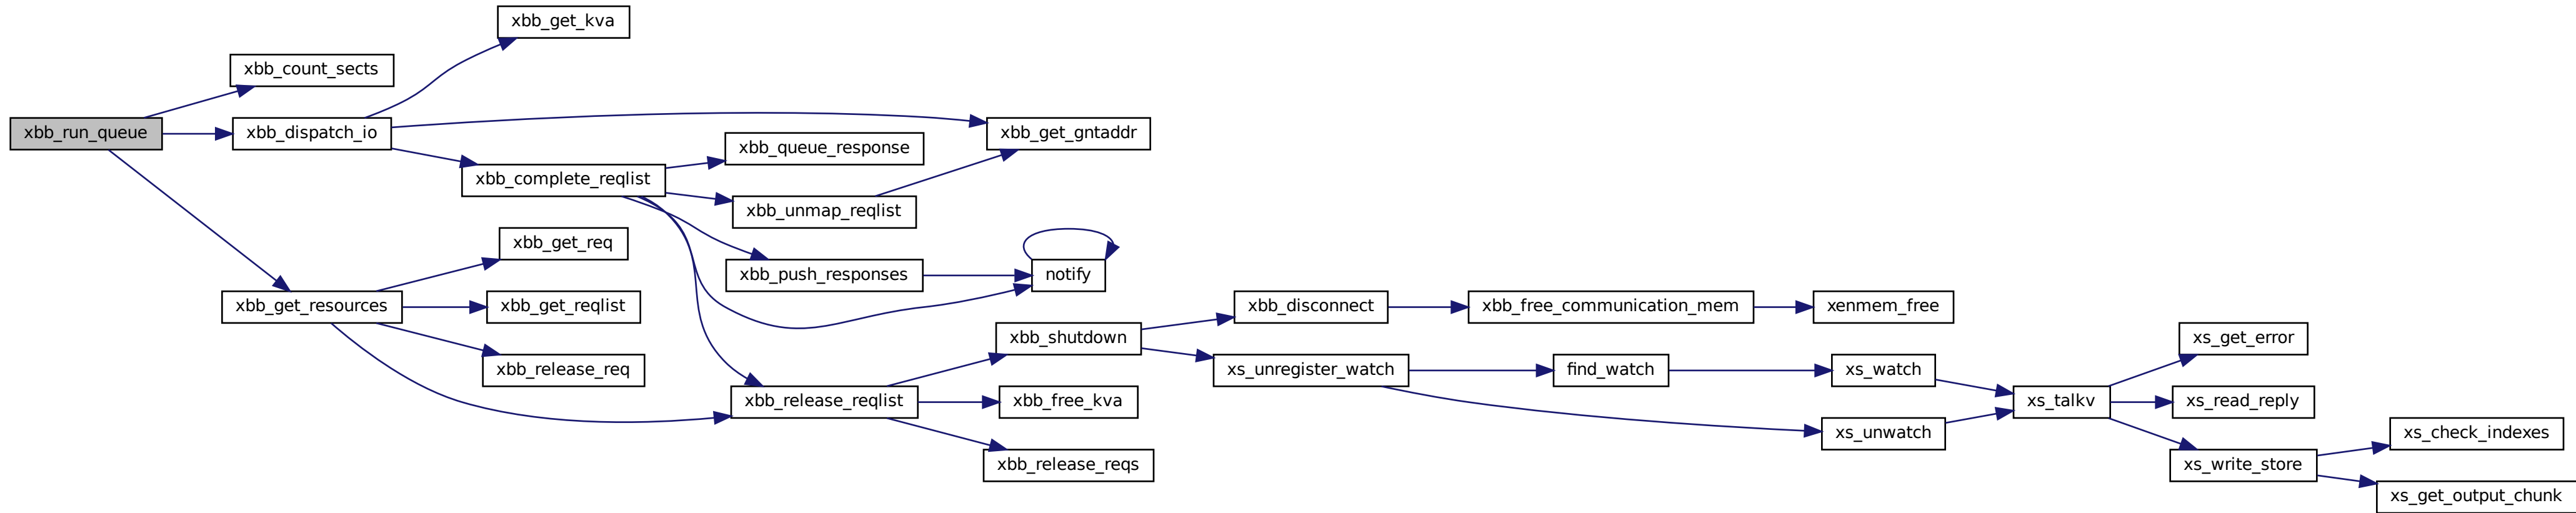 xbb_get_kva
xbb_count_sects
xbb_run_queue
xbb_dispatch_io
xbb_get_gntaddr
xbb_queue_response
xbb_complete_reqlist
xbb_unmap_reqlist
xbb_get_req
xbb_push_responses
notify
xbb_get_resources
xbb_get_reqlist
xbb_disconnect
xbb_free_communication_mem
xenmem_free
xbb_shutdown
xs_get_error
xbb_release_req
xs_unregister_watch
find_watch
xs_watch
xbb_release_reqlist
xbb_free_kva
xs_talkv
xs_read_reply
xs_unwatch
xs_check_indexes
xbb_release_reqs
xs_write_store
xs_get_output_chunk